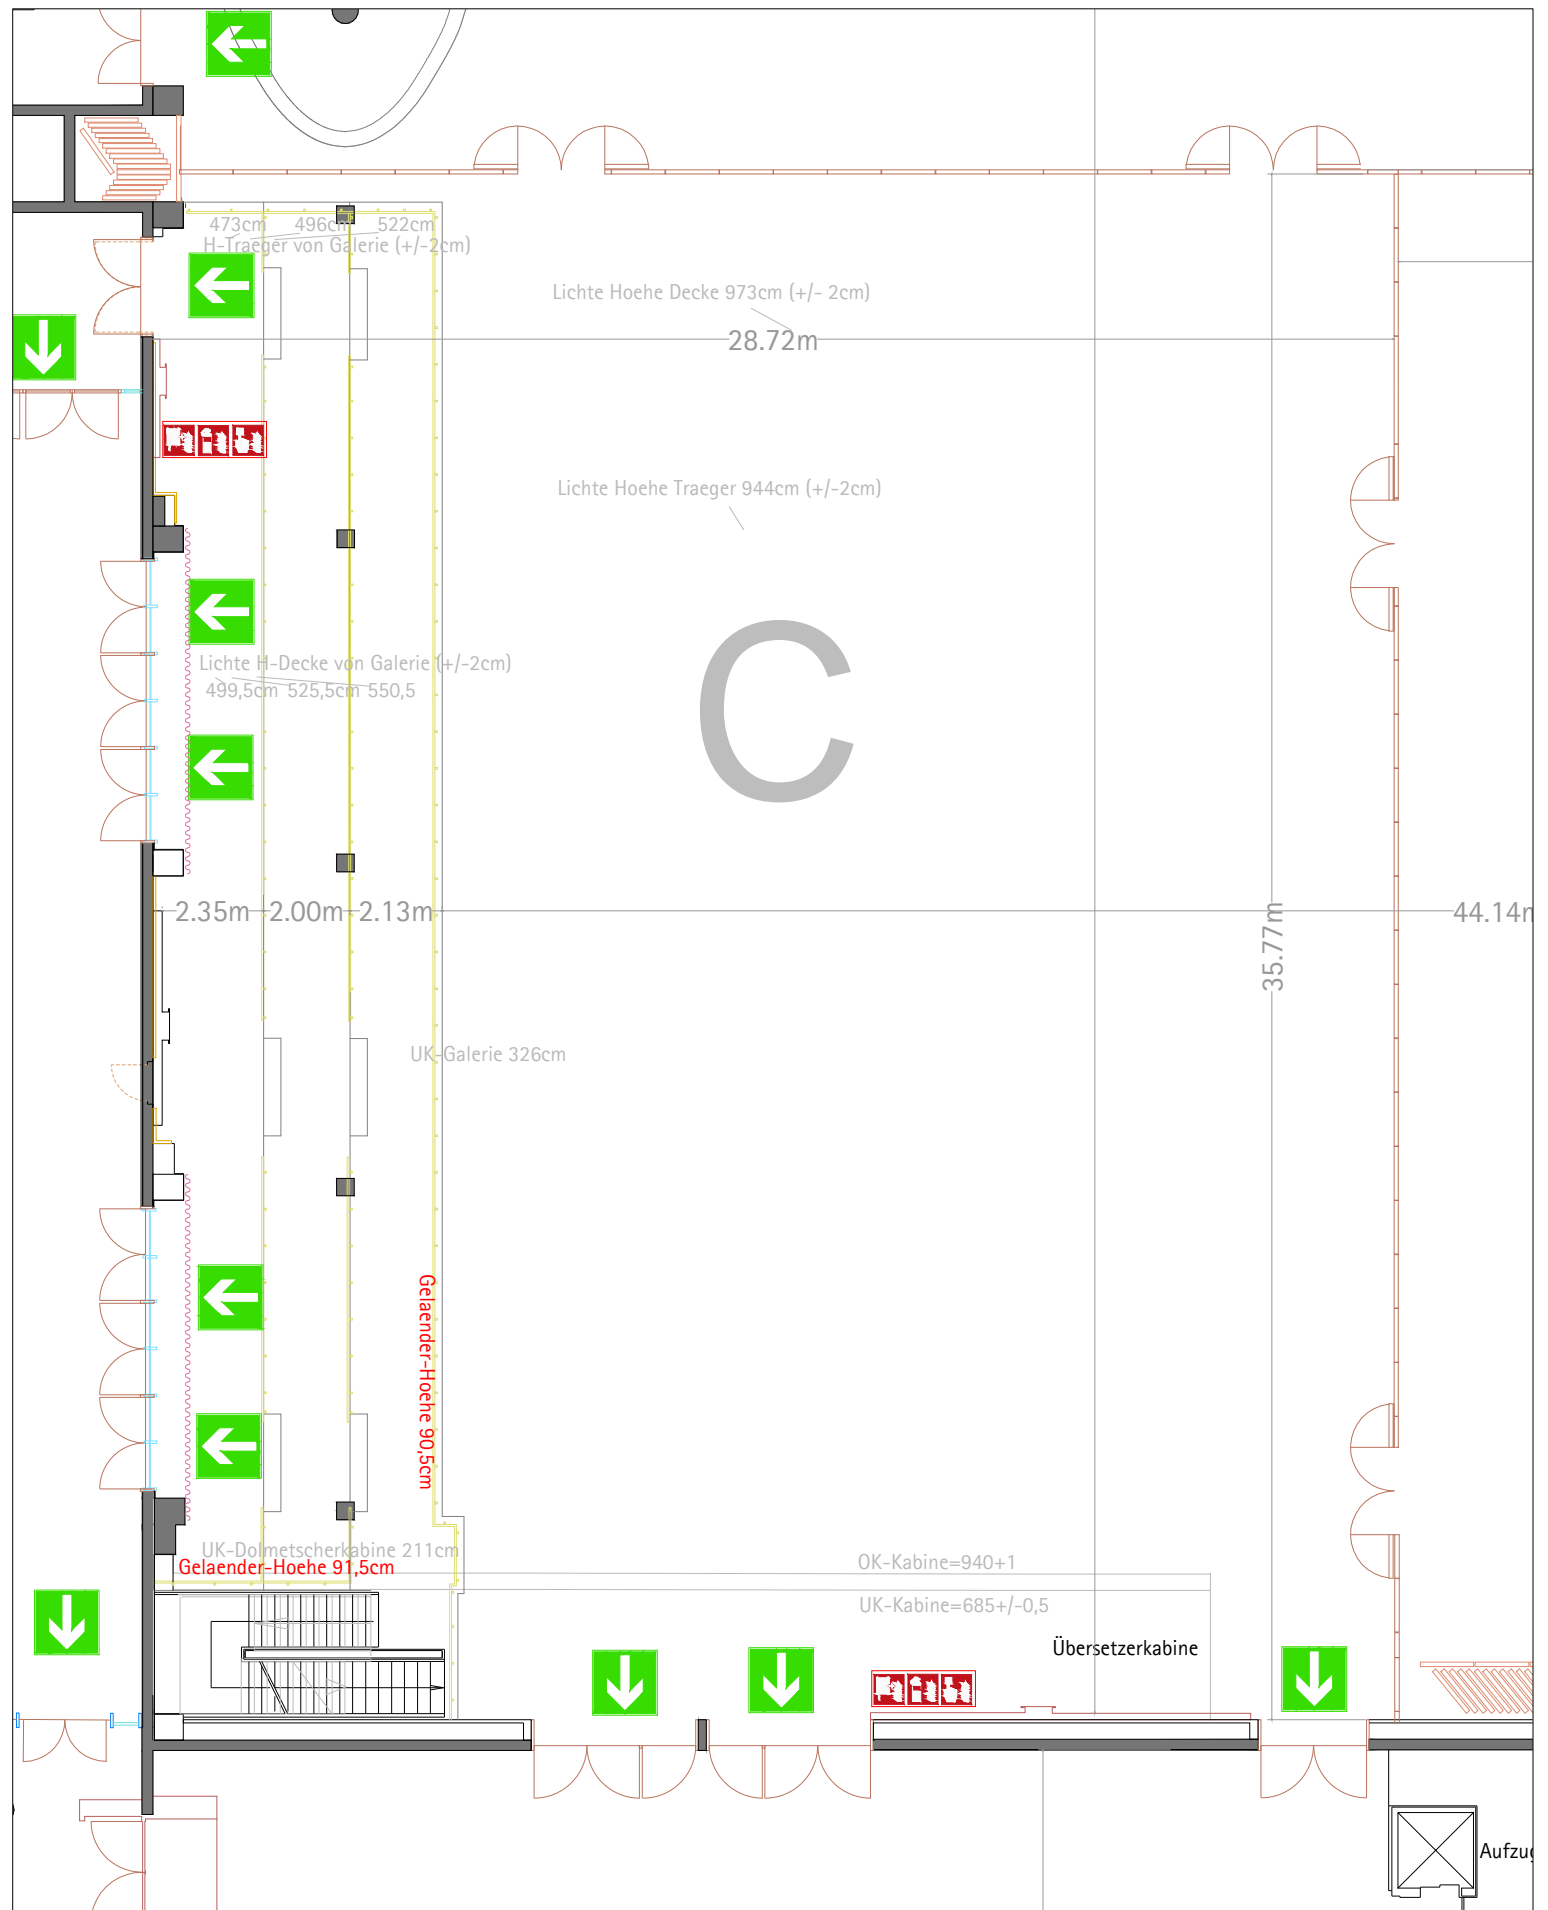 473cm 496cm 522cm
H-Traeger von Galerie (+/-2cm)
Lichte Hoehe Decke 973cm (+/- 2cm)
28.72m
Lichte Hoehe Traeger 944cm (+/-2cm)
C
Lichte H-Decke von Galerie (+/-2cm)
499,5cm 525,5cm 550,5
2.35m 2.00m 2.13m
35.77m
44.14m
UK-Galerie 326cm
Gelaender-Hoehe 90,5cm
UK-Dolmetscherkabine 211cm
Gelaender-Hoehe 91,5cm
OK-Kabine=940+1
UK-Kabine=685+/-0,5
Übersetzerkabine
Aufzug